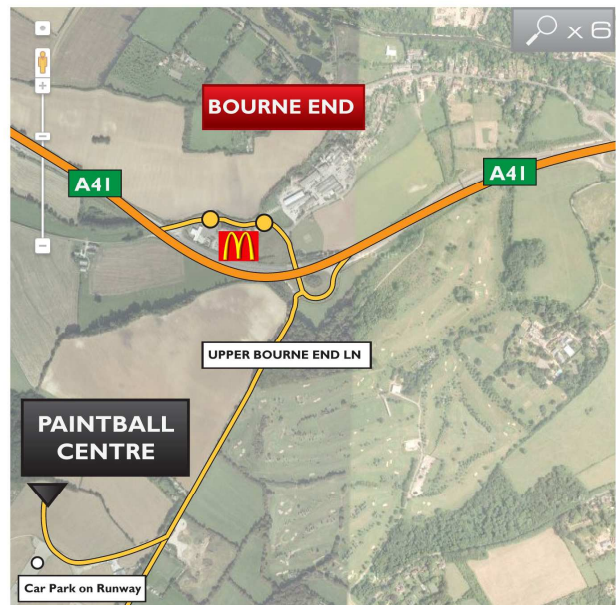 x 6
BOURNE END
A41
A41
UPPER BOURNE END LN
PAINTBALL
CENTRE
Car Park on Runway